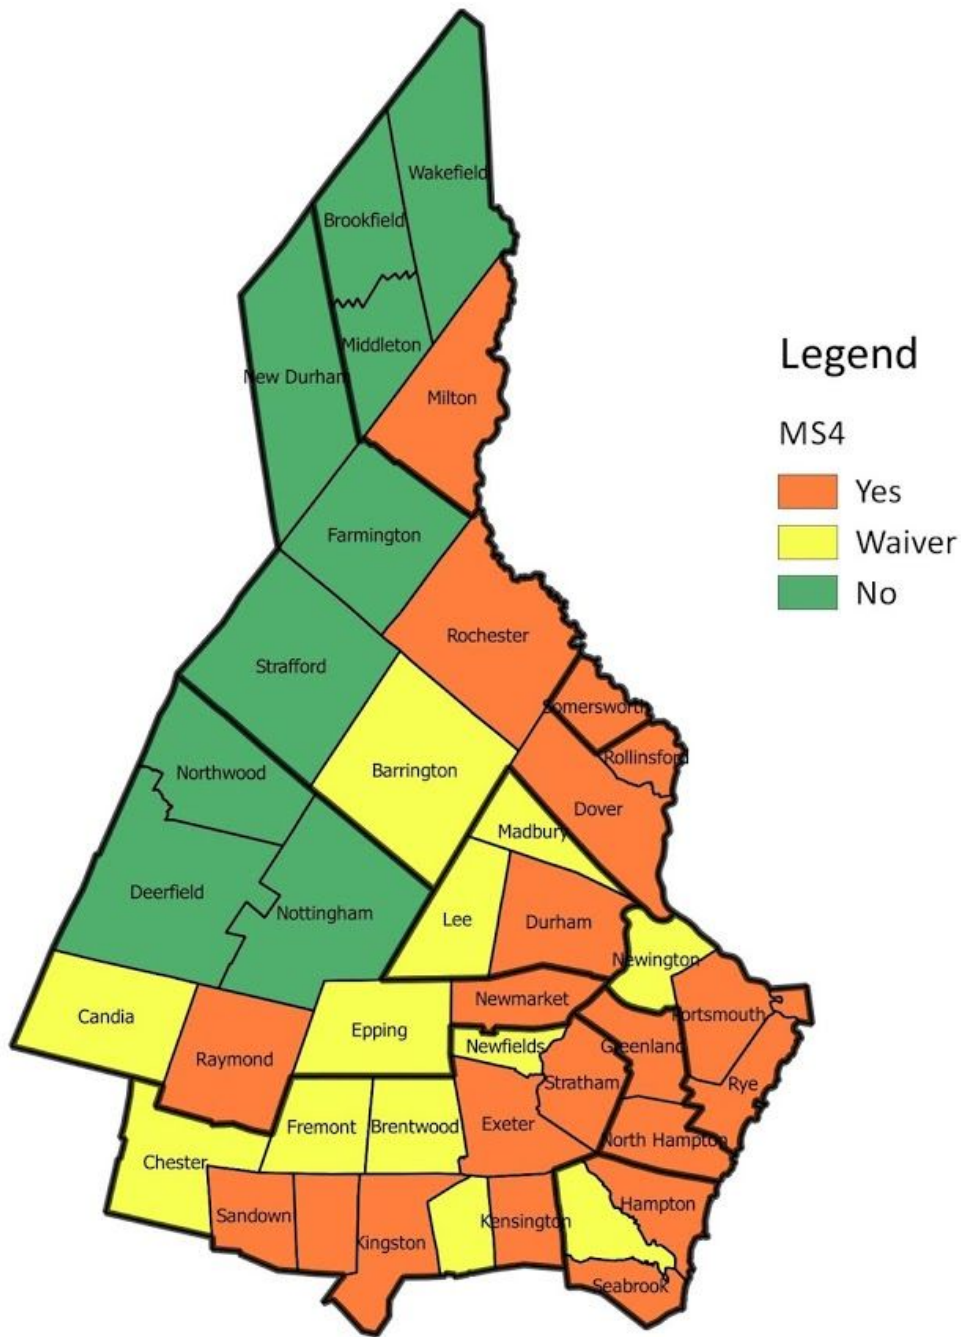 Wakefield
Brookfield
Middleton
New Durham
Milton
Legend
MS4
Yes
Waiver
No
Farmington
Rochester
Strafford
Somersworth
Rollinsford
Northwood
Barrington
Dover
Madbury
Deerfield
Nottingham
Lee
Durham
Newington
Candia
Newmarket
Portsmouth
Epping
Newfields
Greenland
Raymond
Stratham
Rye
Fremont
Brentwood
Exeter
North Hampton
Chester
Sandown
Kingston
Kensington
Hampton
Seabrook